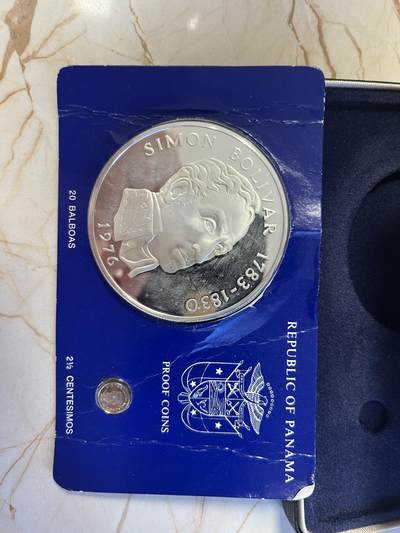 REPUBLIC OF PANAMA
PROOF COINS
SIMON BOLIVAR
1783-1830
1976
20 BALBOAS
2½ CENTESIMOS